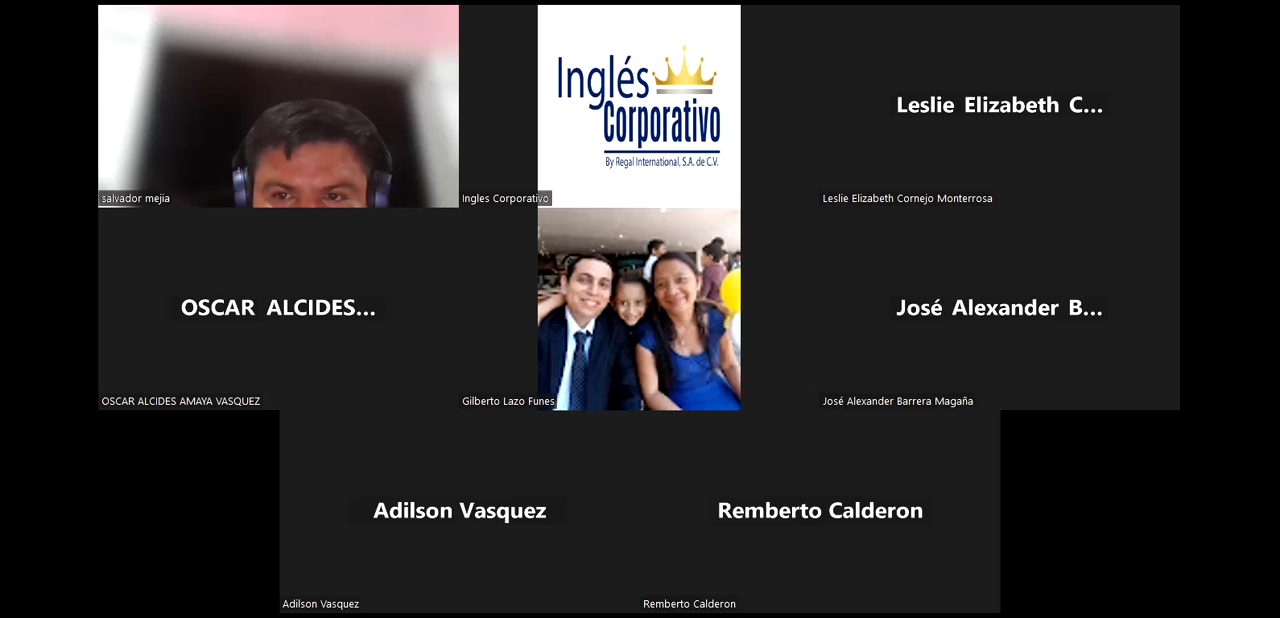 Inglés
Corporativo
By Regal International, S.A. de C.V.
Leslie Elizabeth C...
salvador mejia
Ingles Corporativo
Leslie Elizabeth Cornejo Monterrosa
OSCAR ALCIDES...
José Alexander B...
OSCAR ALCIDES AMAYA VASQUEZ
Gilberto Lazo Funes
José Alexander Barrera Magaña
Adilson Vasquez
Remberto Calderon
Adilson Vasquez
Remberto Calderon